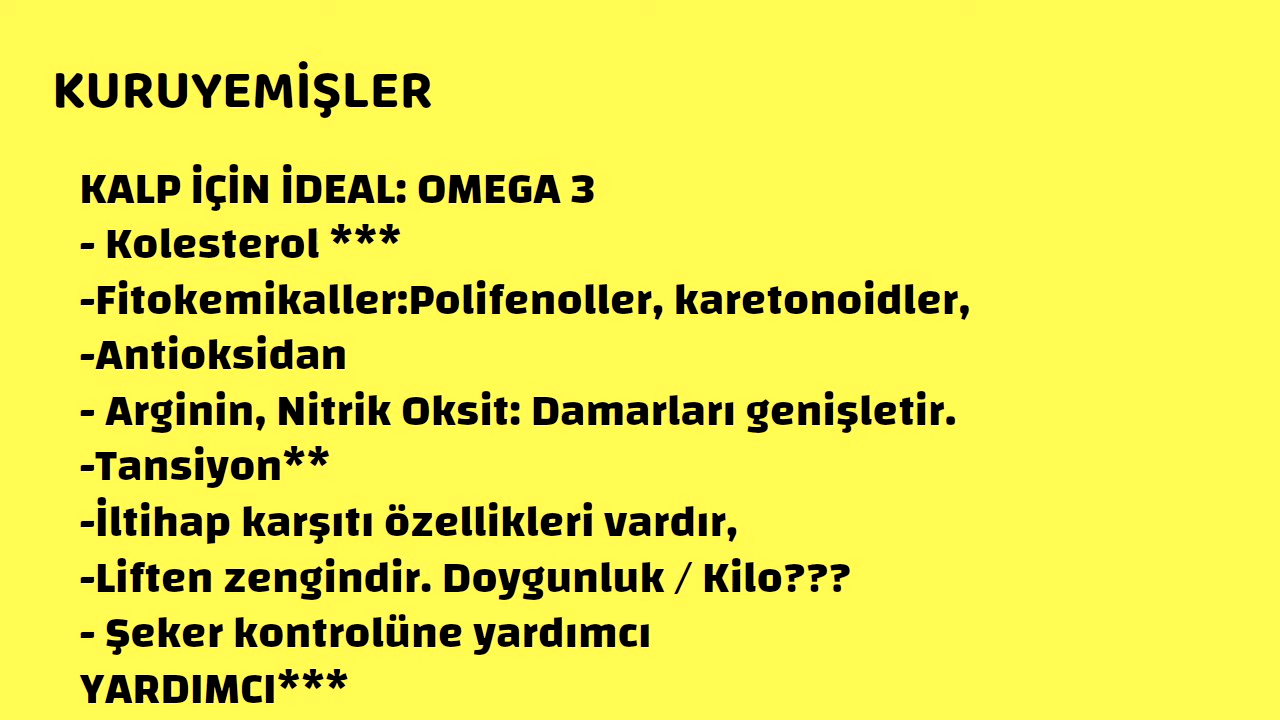 KURUYEMİŞLER
KALP İÇİN İDEAL: OMEGA 3
- Kolesterol ***
-Fitokemikaller:Polifenoller, karetonoidler,
-Antioksidan
- Arginin, Nitrik Oksit: Damarları genişletir.
-Tansiyon**
-İltihap karşıtı özellikleri vardır,
-Liften zengindir. Doygunluk / Kilo???
- Şeker kontrolüne yardımcı
YARDIMCI***